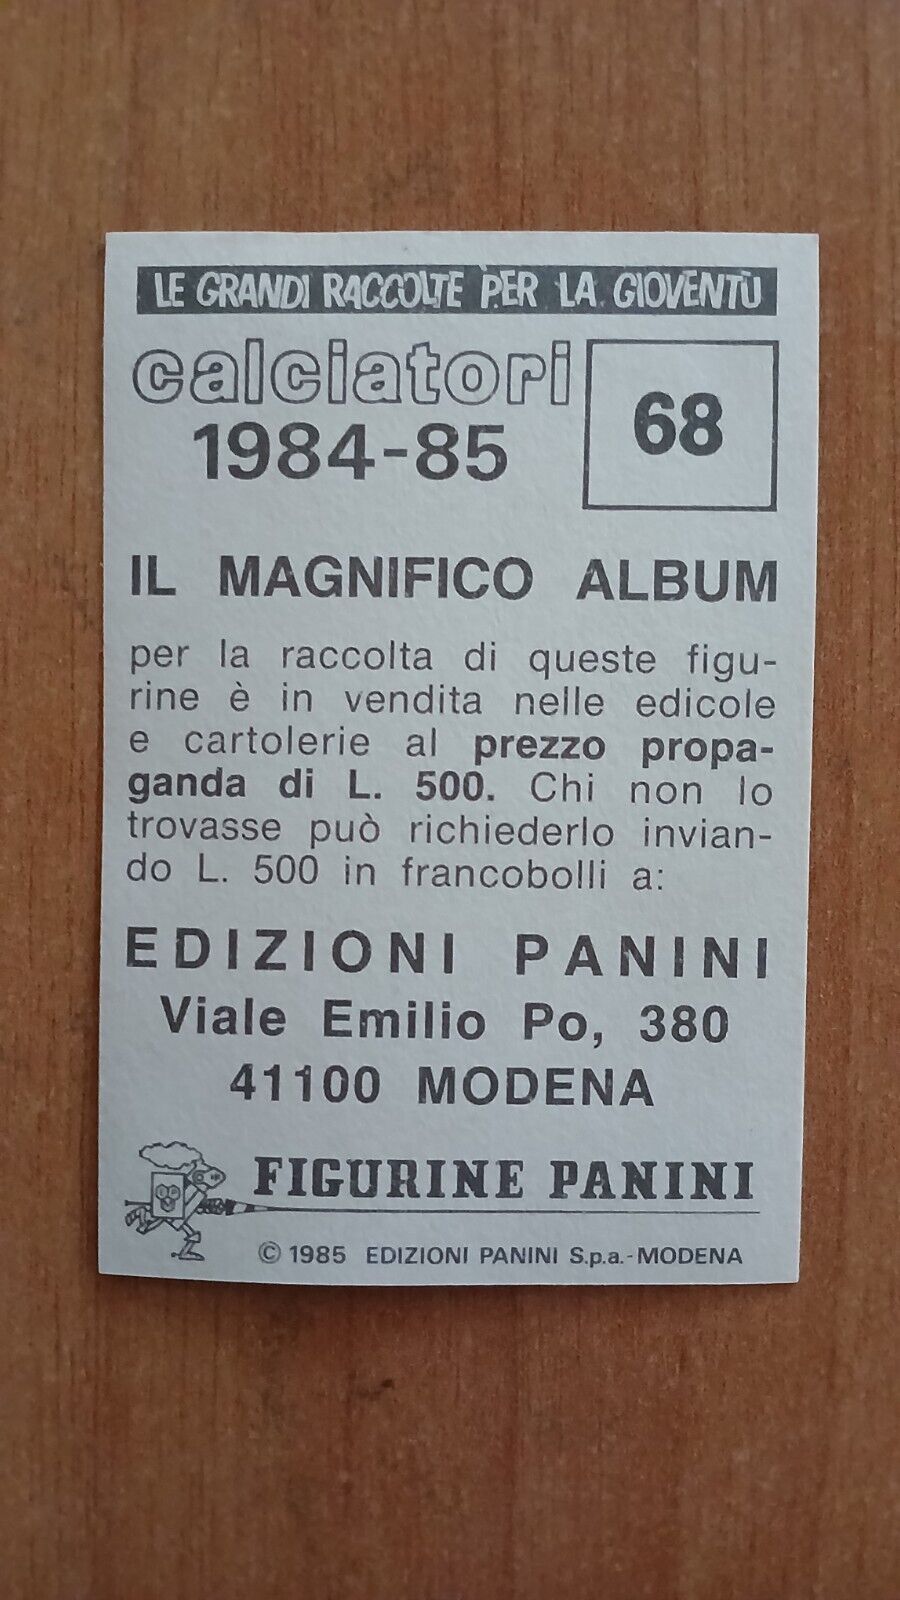 LE GRANDI RACCOLTE PER LA GIOVENTÙ
calciatori
1984-85
68
IL MAGNIFICO ALBUM
per la raccolta di queste figu-
rine è in vendita nelle edicole
e cartolerie al prezzo propa-
ganda di L. 500. Chi non lo
trovasse può richiederlo invian-
do L. 500 in francobolli a:
EDIZIONI PANINI
Viale Emilio Po, 380
41100 MODENA
FIGURINE PANINI
© 1985 EDIZIONI PANINI S.p.a.-MODENA